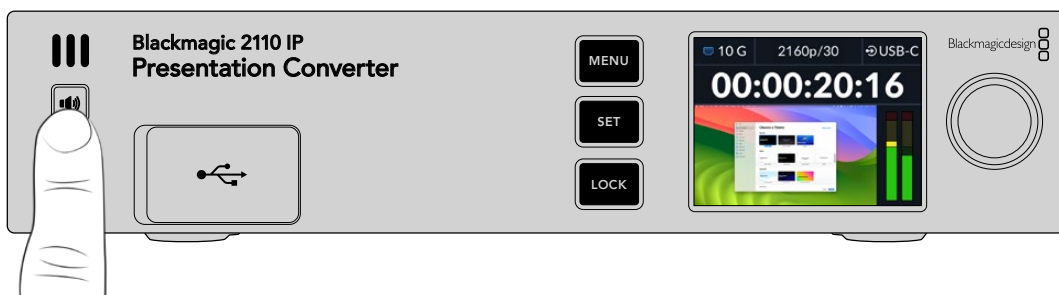 Blackmagic 2110 IP
Presentation Converter
MENU
SET
LOCK
10 G 2160p/30 USB-C
00:00:20:16
Blackmagicdesign